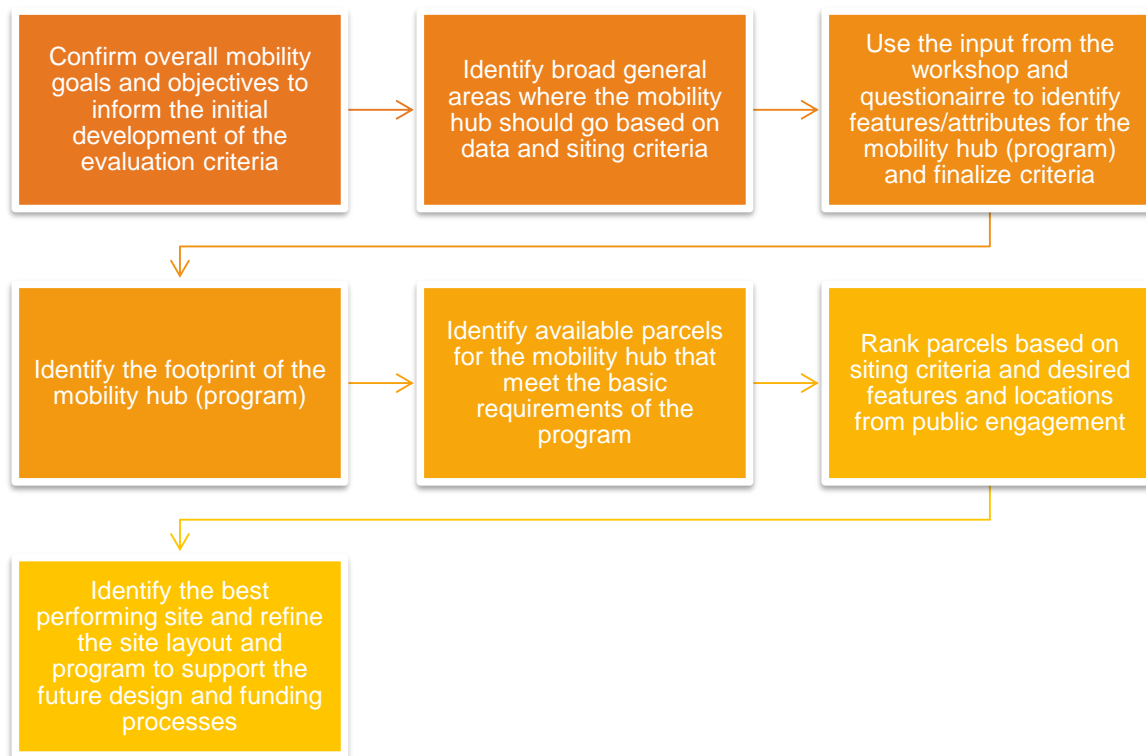 Confirm overall mobility
goals and objectives to
inform the initial
development of the
evaluation criteria
Identify broad general
areas where the mobility
hub should go based on
data and siting criteria
Use the input from the
workshop and
questionairre to identify
features/attributes for the
mobility hub (program)
and finalize criteria
Identify the footprint of the
mobility hub (program)
Identify available parcels
for the mobility hub that
meet the basic
requirements of the
program
Rank parcels based on
siting criteria and desired
features and locations
from public engagement
Identify the best
performing site and refine
the site layout and
program to support the
future design and funding
processes